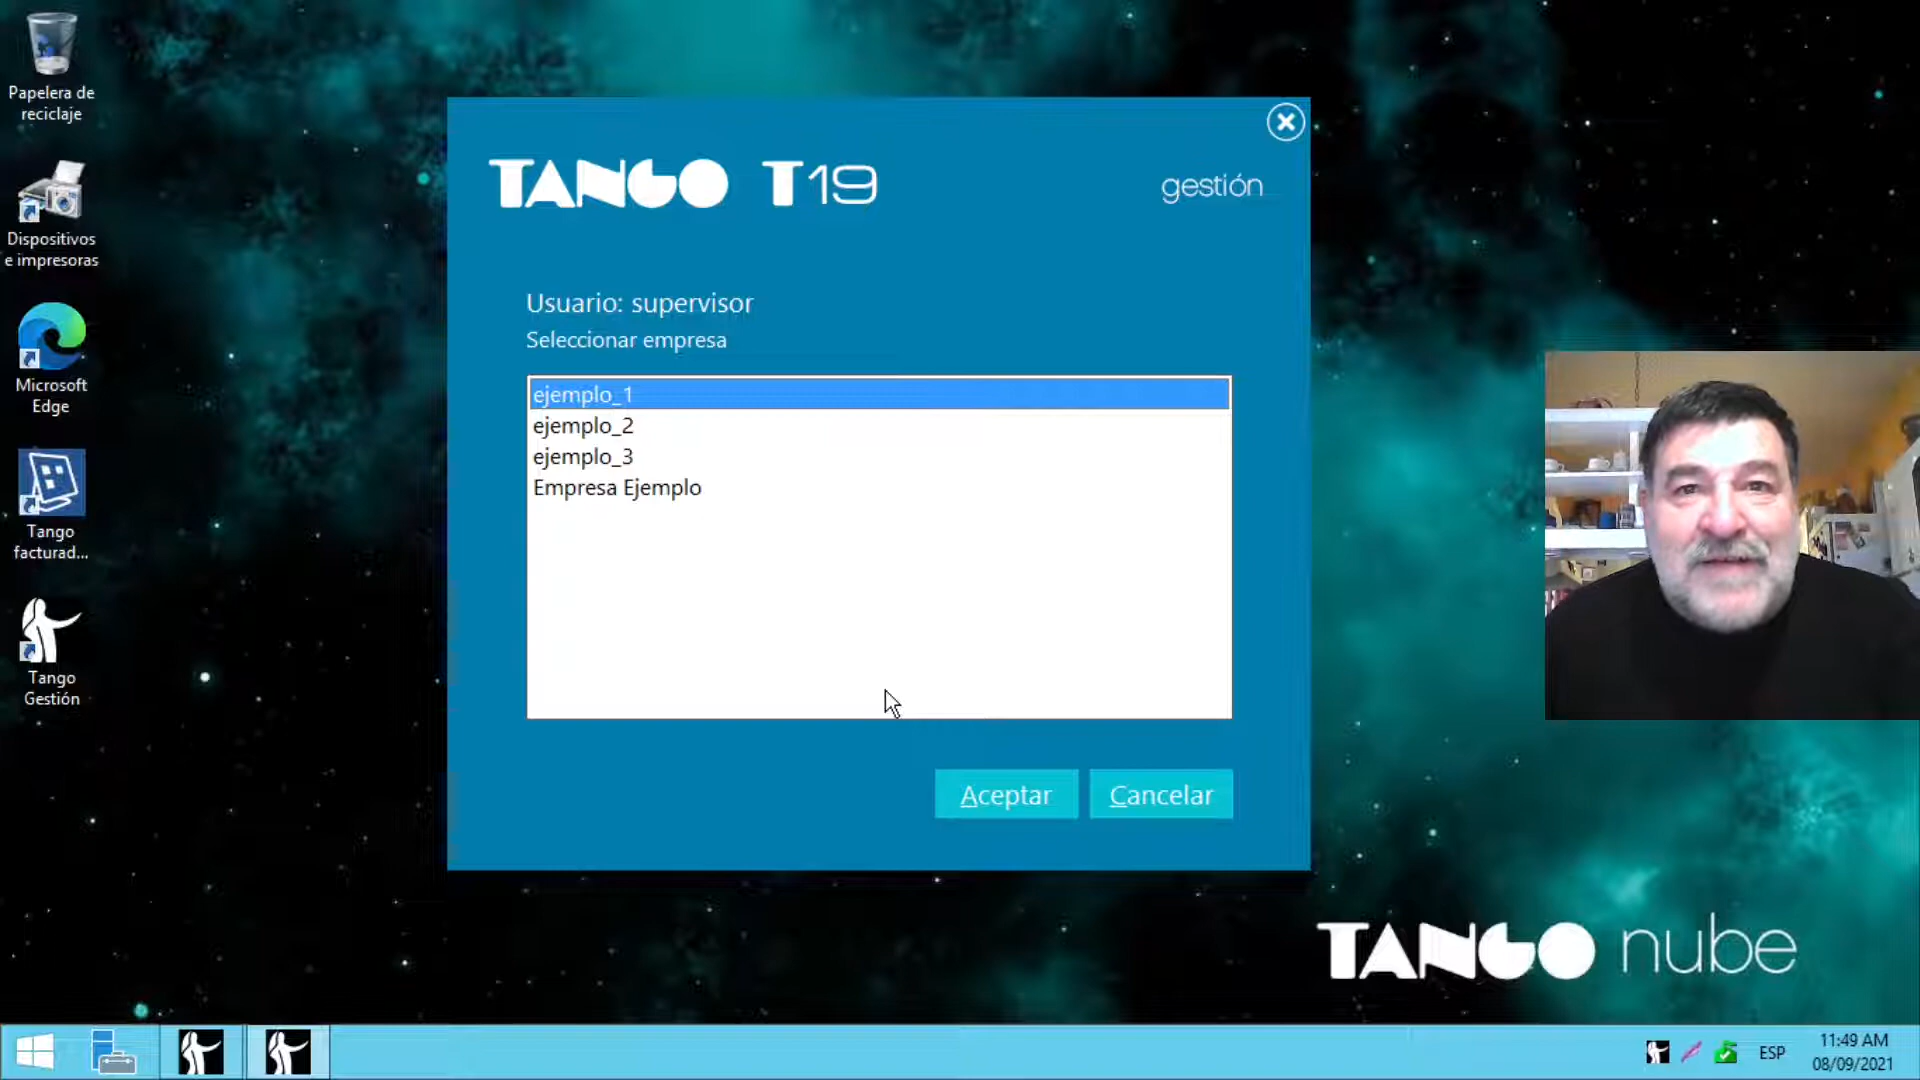 Papelera de
reciclaje
Dispositivos
e impresoras
Microsoft
Edge
Tango
facturad...
Tango
Gestión
TANGO T19
gestión
Usuario: supervisor
Seleccionar empresa
ejemplo_1
ejemplo_2
ejemplo_3
Empresa Ejemplo
Aceptar
Cancelar
TANGO nube
ESP
11:49 AM
08/09/2021